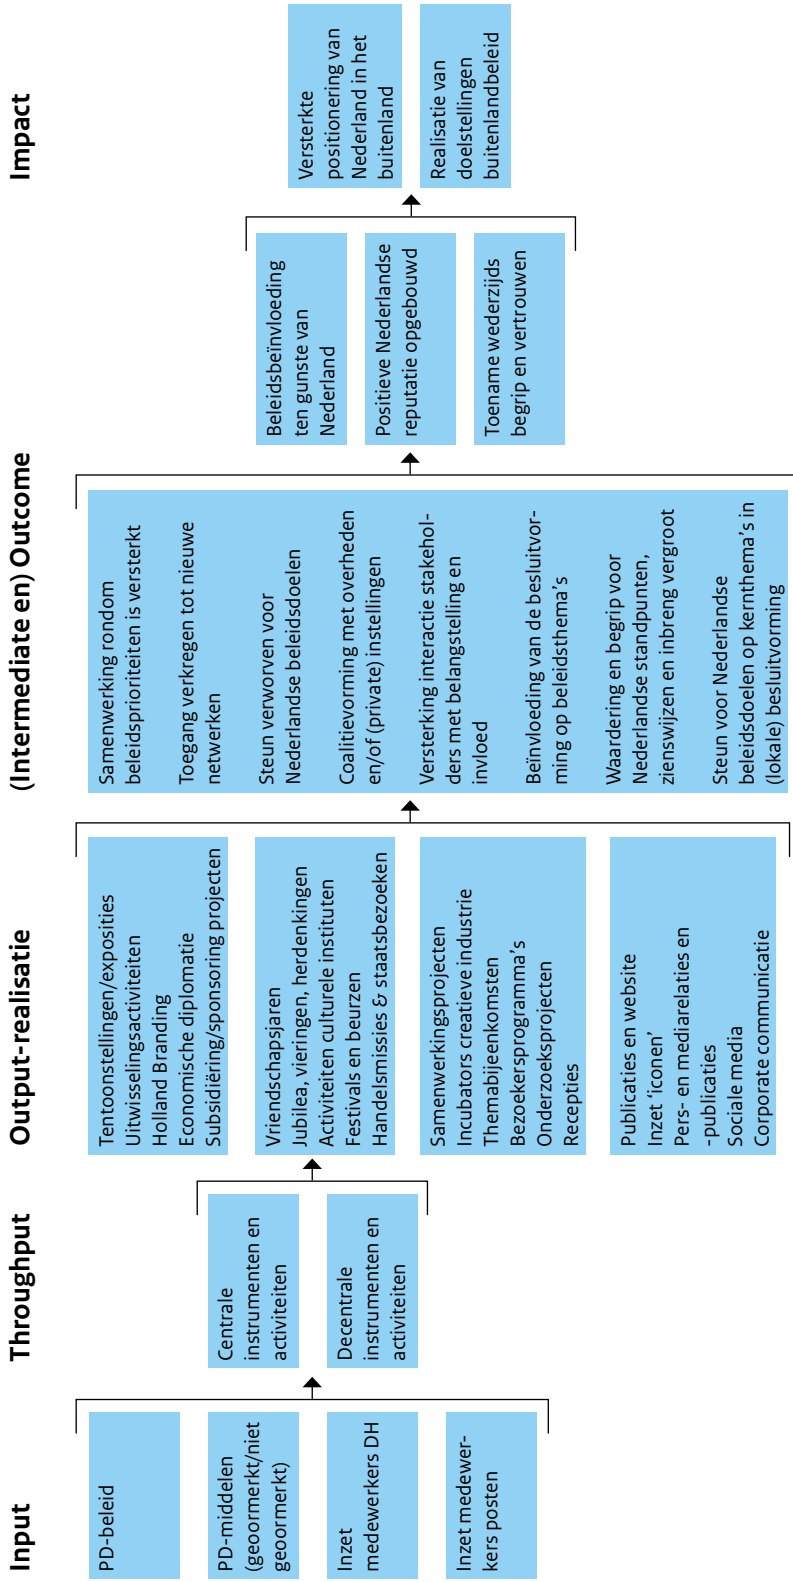 Input
PD-beleid
PD-middelen
(geoormerkt/niet
geoormerkt)
Inzet
medewerkers DH
Inzet medewer-
kers posten
Throughput
Centrale
instrumenten en
activiteiten
Decentrale
instrumenten en
activiteiten
Output-realisatie
Tentoonstellingen/exposities
Uitwisselingsactiviteiten
Holland Branding
Economische diplomatie
Subsidiëring/sponsoring projecten
Vriendschapsjaren
Jubilea, vieringen, herdenkingen
Activiteiten culturele instituten
Festivals en beurzen
Handelsmissies & staatsbezoeken
Samenwerkingsprojecten
Incubators creatieve industrie
Themabijeenkomsten
Bezoekersprogramma's
Onderzoeksprojecten
Recepties
Publicaties en website
Inzet ‘iconen’
Pers- en mediarelaties en
-publicaties
Sociale media
Corporate communicatie
(Intermediate en) Outcome
Samenwerking rondom
beleidsprioriteiten is versterkt
Toegang verkregen tot nieuwe
netwerken
Steun verworven voor
Nederlandse beleidsdoelen
Coalitievorming met overheden
en/of (private) instellingen
Versterking interactie stakehol-
ders met belangstelling en
invloed
Beïnvloeding van de besluitvor-
ming op beleidsthema's
Waardering en begrip voor
Nederlandse standpunten,
zienswijzen en inbreng vergroot
Steun voor Nederlandse
beleidsdoelen op kernthema's in
(lokale) besluitvorming
Beleidsbeïnvloeding
ten gunste van
Nederland
Positieve Nederlandse
reputatie opgebouwd
Toename wederzijds
begrip en vertrouwen
Impact
Versterkte
positionering van
Nederland in het
buitenland
Realisatie van
doelstellingen
buitenlandbeleid